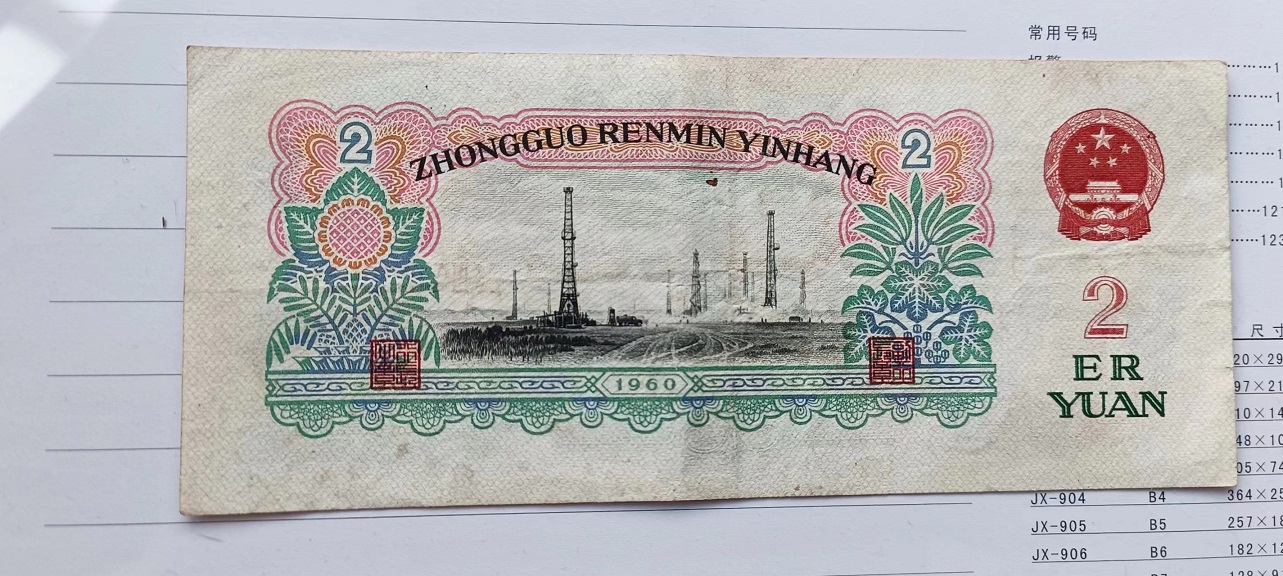 常用号码
2
ZHONGGUO RENMIN YINHANG
2
2
ER
YUAN
1960
尺寸
20×29
97×21
10×14
48×10
05×74
JX-904 B4 364×25
JX-905 B5 257×18
JX-906 B6 182×12